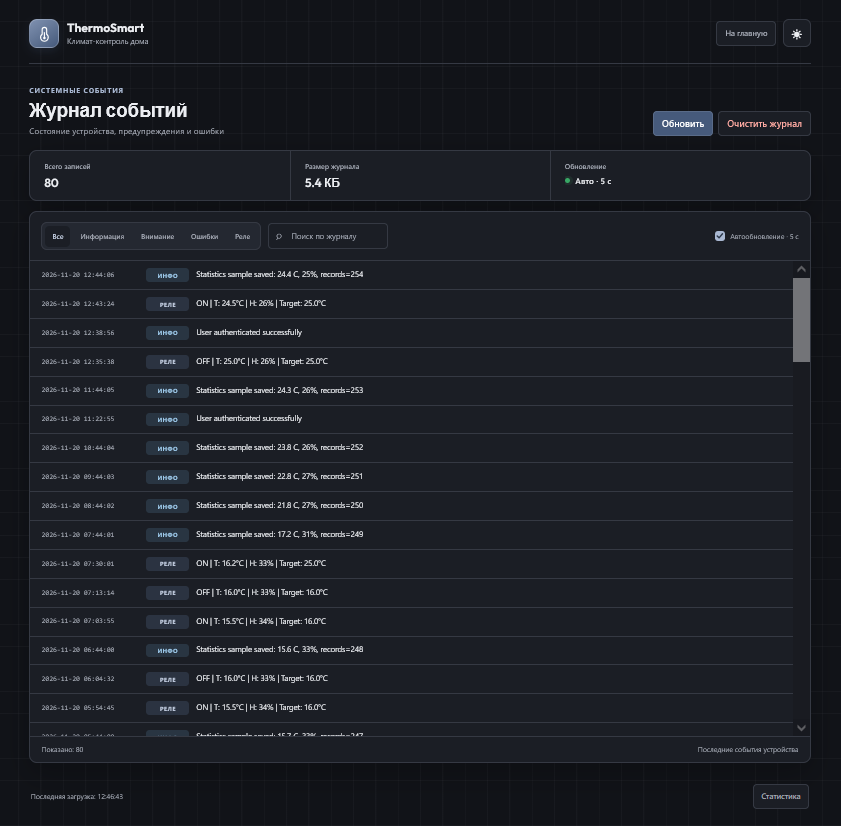 ThermoSmart
Климат-контроль дома
На главную
СИСТЕМНЫЕ СОБЫТИЯ
Журнал событий
Состояние устройства, предупреждения и ошибки
Обновить
Очистить журнал
Всего записей
80
Размер журнала
5.4 КБ
Обновление
Авто · 5 с
Все Информация Внимание Ошибки Реле
Поиск по журналу
Автообновление · 5 с
2026-11-20 12:44:06 ИНФО Statistics sample saved: 24.4 C, 25%, records=254
2026-11-20 12:43:24 РЕЛЕ ON | T: 24.5°C | H: 26% | Target: 25.0°C
2026-11-20 12:38:56 ИНФО User authenticated successfully
2026-11-20 12:35:38 РЕЛЕ OFF | T: 25.0°C | H: 26% | Target: 25.0°C
2026-11-20 11:44:05 ИНФО Statistics sample saved: 24.3 C, 26%, records=253
2026-11-20 11:22:55 ИНФО User authenticated successfully
2026-11-20 10:44:04 ИНФО Statistics sample saved: 23.8 C, 26%, records=252
2026-11-20 09:44:03 ИНФО Statistics sample saved: 22.8 C, 27%, records=251
2026-11-20 08:44:02 ИНФО Statistics sample saved: 21.8 C, 27%, records=250
2026-11-20 07:44:01 ИНФО Statistics sample saved: 17.2 C, 31%, records=249
2026-11-20 07:30:01 РЕЛЕ ON | T: 16.2°C | H: 33% | Target: 25.0°C
2026-11-20 07:13:14 РЕЛЕ OFF | T: 16.0°C | H: 33% | Target: 16.0°C
2026-11-20 07:03:55 РЕЛЕ ON | T: 15.5°C | H: 34% | Target: 16.0°C
2026-11-20 06:44:00 ИНФО Statistics sample saved: 15.6 C, 33%, records=248
2026-11-20 06:04:32 РЕЛЕ OFF | T: 16.0°C | H: 33% | Target: 16.0°C
2026-11-20 05:54:45 РЕЛЕ ON | T: 15.5°C | H: 34% | Target: 16.0°C
Statistics sample saved: 15.7 C, 33%, records=247
Показано: 80
Последние события устройства
Последняя загрузка: 12:46:43
Статистика